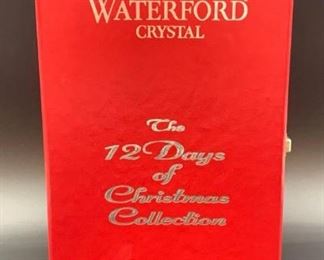 WATERFORD
CRYSTAL
The
12 Days
of
Christmas
Collection